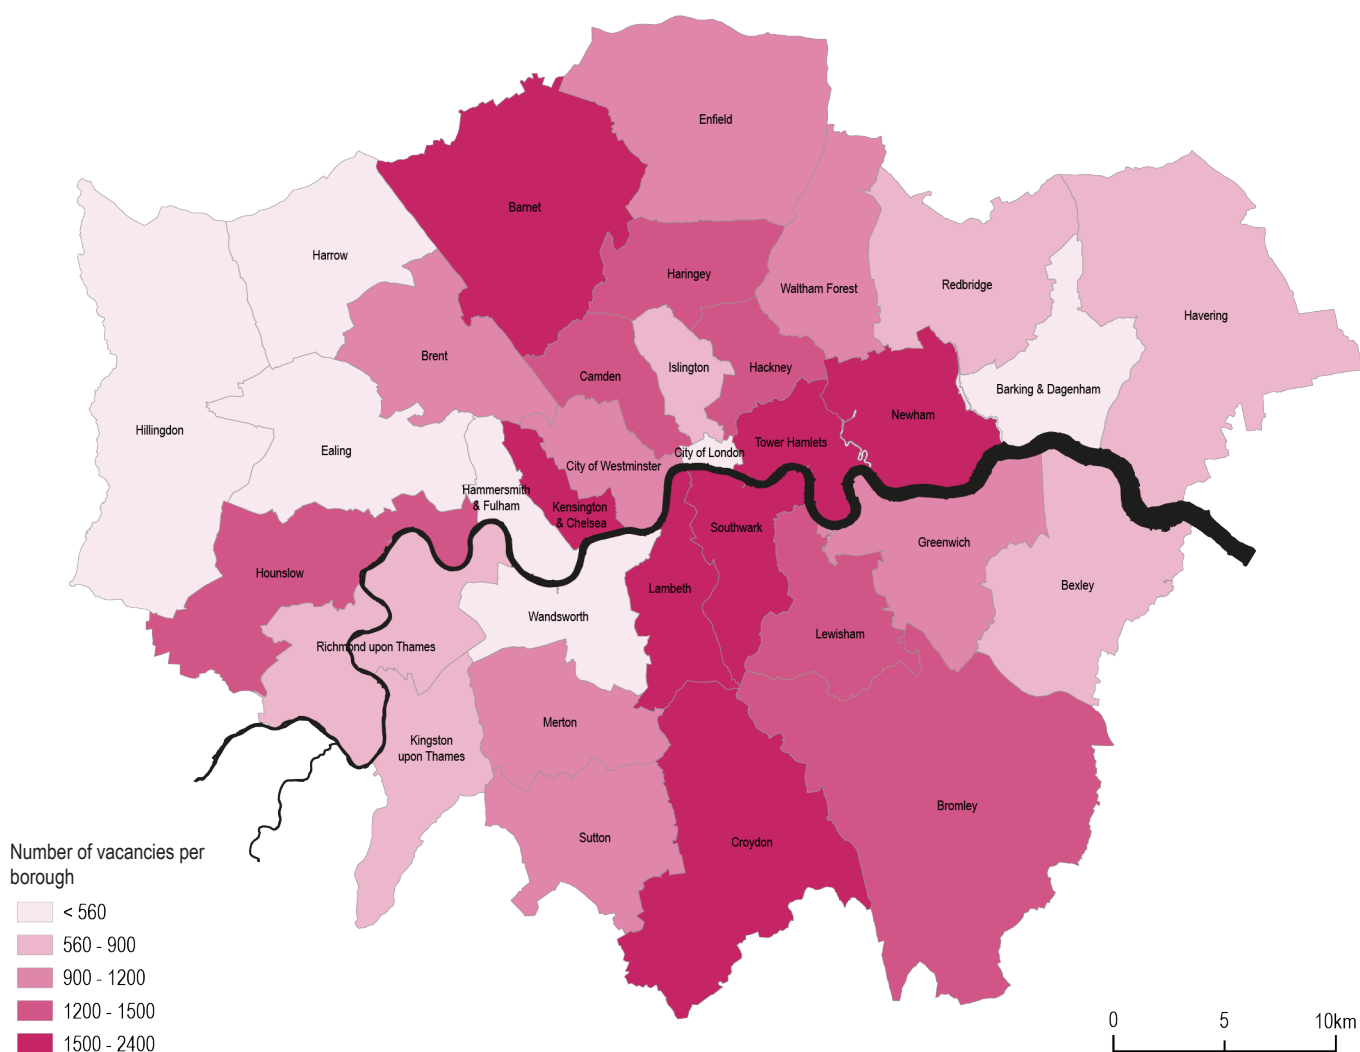 Enfield
Barnet
Harrow
Haringey
Waltham Forest
Redbridge
Havering
Brent
Camden
Islington
Hackney
Barking & Dagenham
Newham
Hillingdon
Ealing
City of Westminster
City of London
Tower Hamlets
Hammersmith
& Fulham
Kensington
& Chelsea
Southwark
Greenwich
Hounslow
Lambeth
Bexley
Wandsworth
Lewisham
Richmond upon Thames
Merton
Kingston
upon Thames
Bromley
Sutton
Croydon
Number of vacancies per
borough
< 560
560 - 900
900 - 1200
1200 - 1500
1500 - 2400
0 5 10km